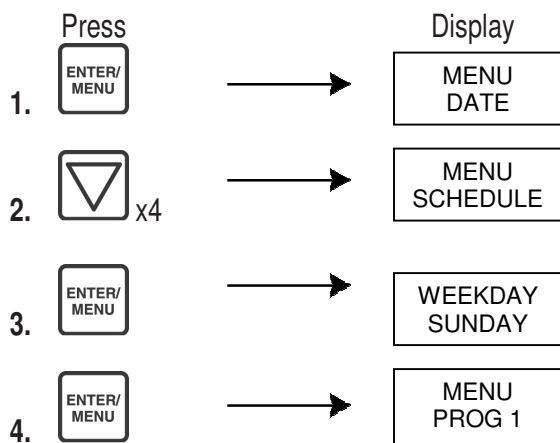 Press Display
1. ENTER/
MENU
MENU
DATE
2. x4
MENU
SCHEDULE
3. ENTER/
MENU
WEEKDAY
SUNDAY
4. ENTER/
MENU
MENU
PROG 1